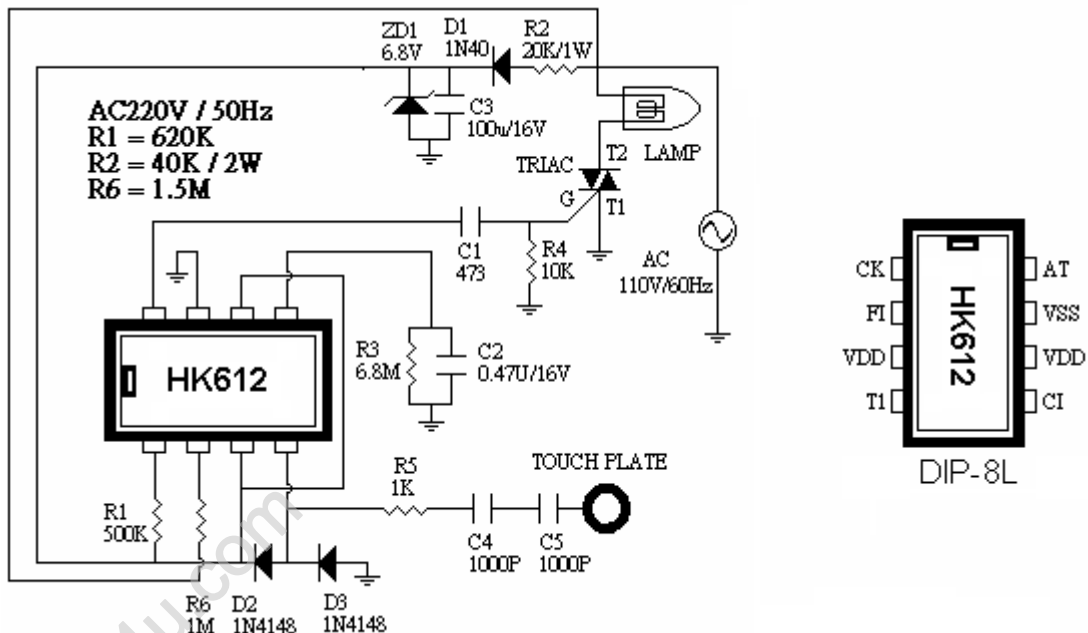 ZD1
6.8V
D1
1N40
R2
20K/1W
AC220V / 50Hz
R1 = 620K
R2 = 40K / 2W
R6 = 1.5M
C3
100u/16V
TRIAC
T2
LAMP
G
T1
C1
473
R4
10K
AC
110V/60Hz
R3
6.8M
C2
0.47U/16V
HK612
R5
1K
TOUCH PLATE
R1
500K
C4
1000P
C5
1000P
R6
1M
D2
1N4148
D3
1N4148
CK
AT
FI
VSS
VDD
VDD
T1
CI
HK612
DIP-8L